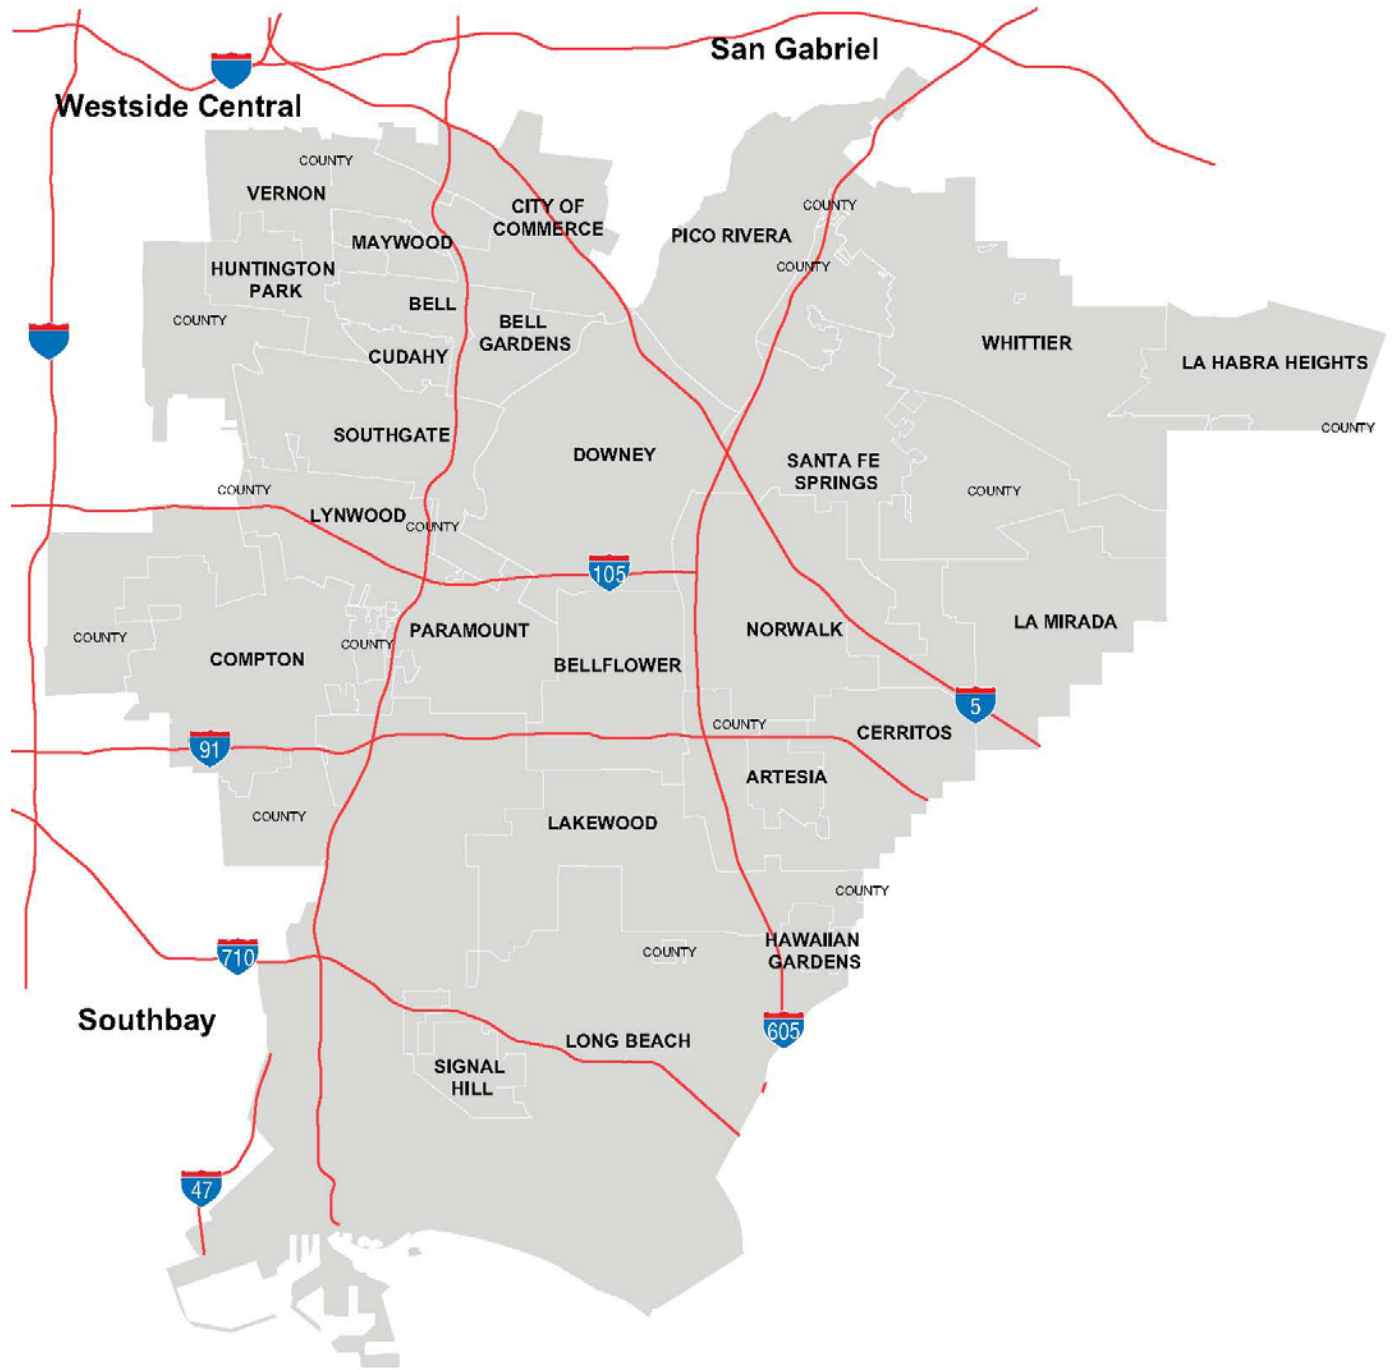 San Gabriel
Westside Central
COUNTY
VERNON
CITY OF
COMMERCE
COUNTY
PICO RIVERA
MAYWOOD
COUNTY
HUNTINGTON
PARK
BELL
COUNTY
BELL
GARDENS
WHITTIER
CUDAHY
LA HABRA HEIGHTS
COUNTY
SOUTHGATE
DOWNEY
SANTA FE
SPRINGS
COUNTY
COUNTY
LYNWOOD
COUNTY
105
COUNTY
COMPTON
COUNTY
PARAMOUNT
BELLFLOWER
NORWALK
LA MIRADA
5
COUNTY
CERRITOS
91
ARTESIA
COUNTY
LAKEWOOD
COUNTY
710
COUNTY
HAWAIIAN
GARDENS
Southbay
605
LONG BEACH
SIGNAL
HILL
47